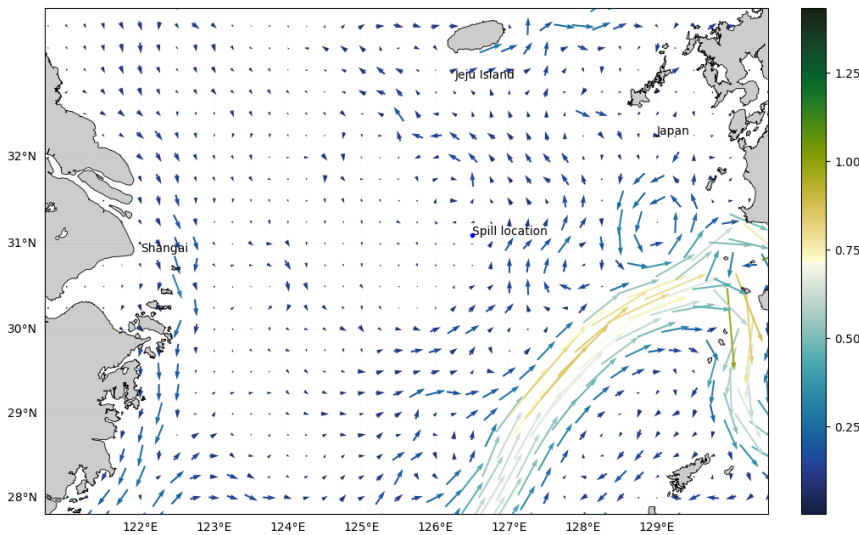 Jeju Island
Japan
Spill location
Shangai
32°N
31°N
30°N
29°N
28°N
122°E
123°E
124°E
125°E
126°E
127°E
128°E
129°E
1.25
1.00
0.75
0.50
0.25